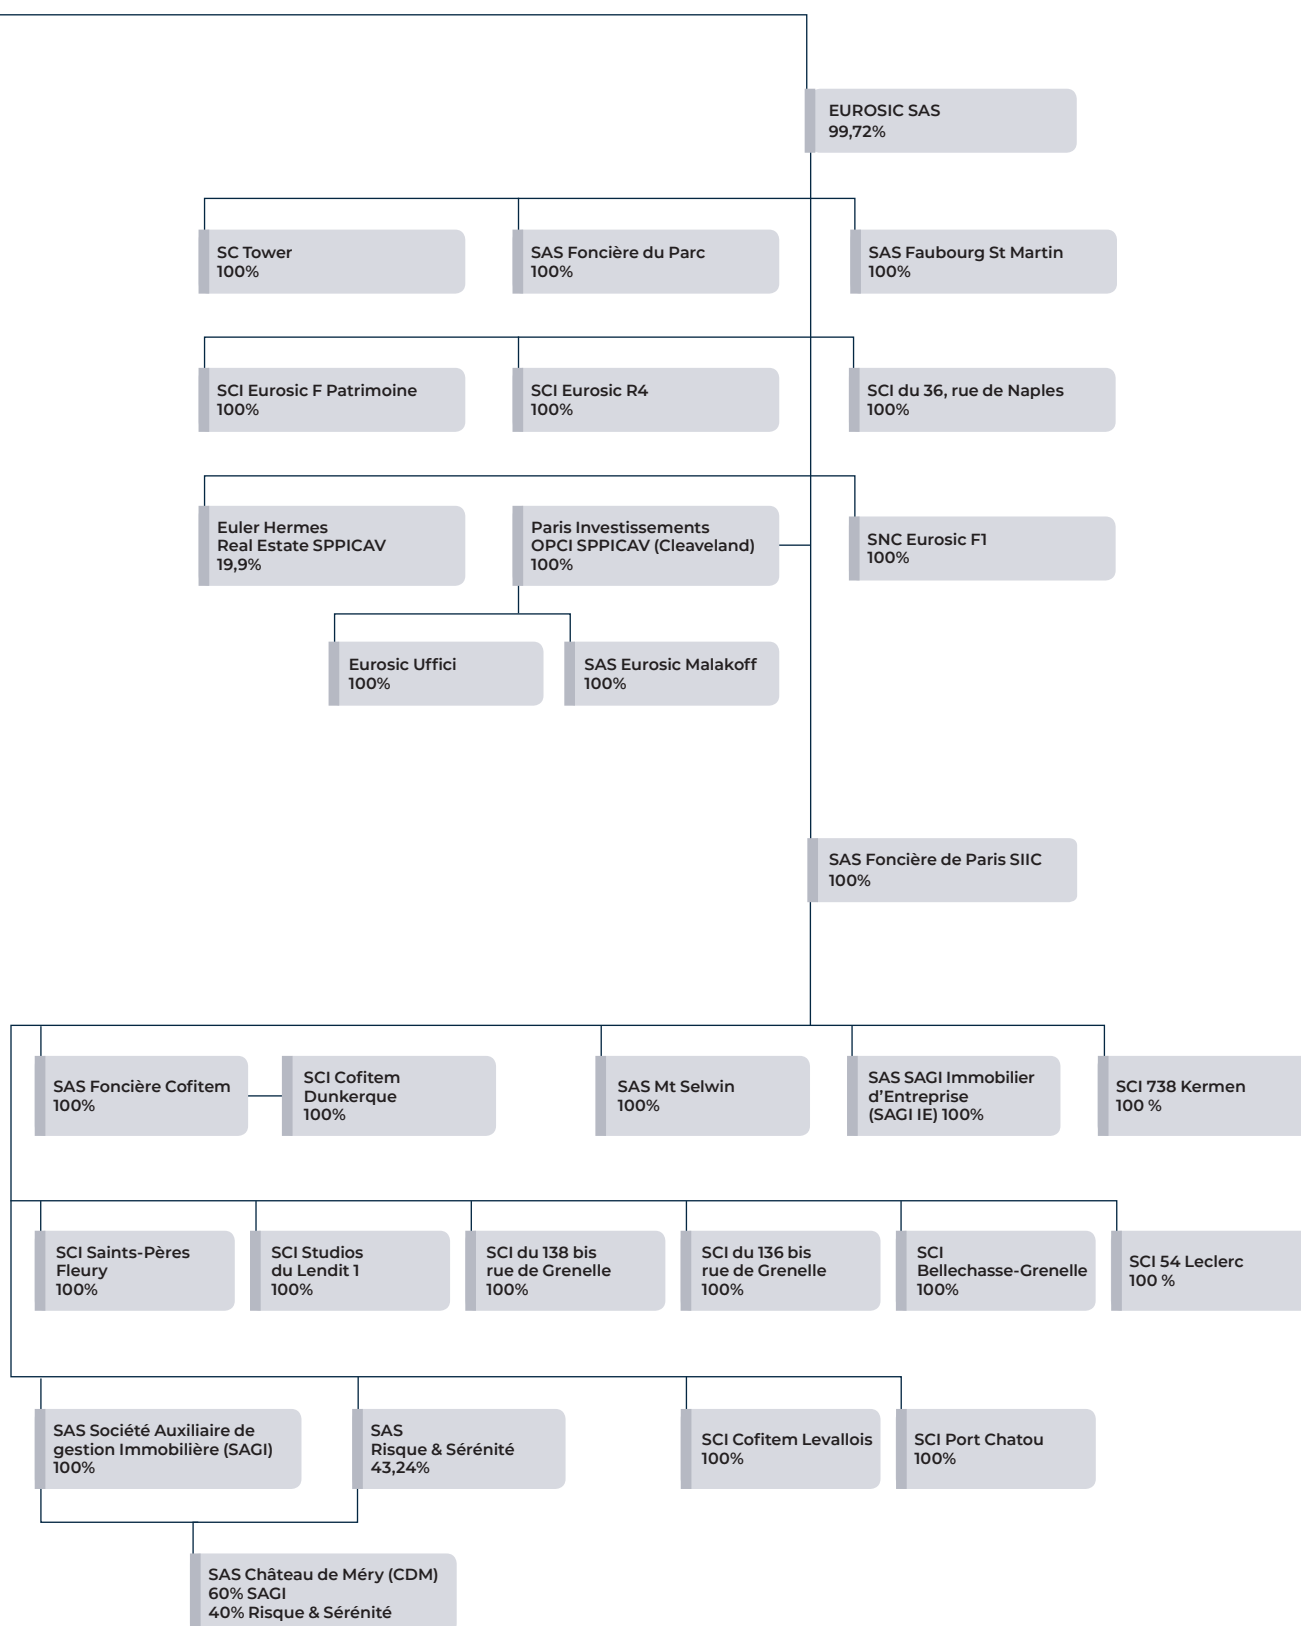 EUROSIC SAS
99,72%
SC Tower
100%
SAS Foncière du Parc
100%
SAS Faubourg St Martin
100%
SCI Eurosic F Patrimoine
100%
SCI Eurosic R4
100%
SCI du 36, rue de Naples
100%
Euler Hermes
Real Estate SPPICAV
19,9%
Paris Investissements
OPCI SPPICAV (Cleaveland)
100%
SNC Eurosic F1
100%
Eurosic Uffici
100%
SAS Eurosic Malakoff
100%
SAS Foncière de Paris SIIC
100%
SAS Foncière Cofitem
100%
SCI Cofitem
Dunkerque
100%
SAS Mt Selwin
100%
SAS SAGI Immobilier
d’Entreprise
(SAGI IE) 100%
SCI 738 Kermen
100 %
SCI Saints-Pères
Fleury
100%
SCI Studios
du Lendit 1
100%
SCI du 138 bis
rue de Grenelle
100%
SCI du 136 bis
rue de Grenelle
100%
SCI
Bellechasse-Grenelle
100%
SCI 54 Leclerc
100 %
SAS Société Auxiliaire de
gestion Immobilière (SAGI)
100%
SAS
Risque & Sérénité
43,24%
SCI Cofitem Levallois
100%
SCI Port Chatou
100%
SAS Château de Méry (CDM)
60% SAGI
40% Risque & Sérénité